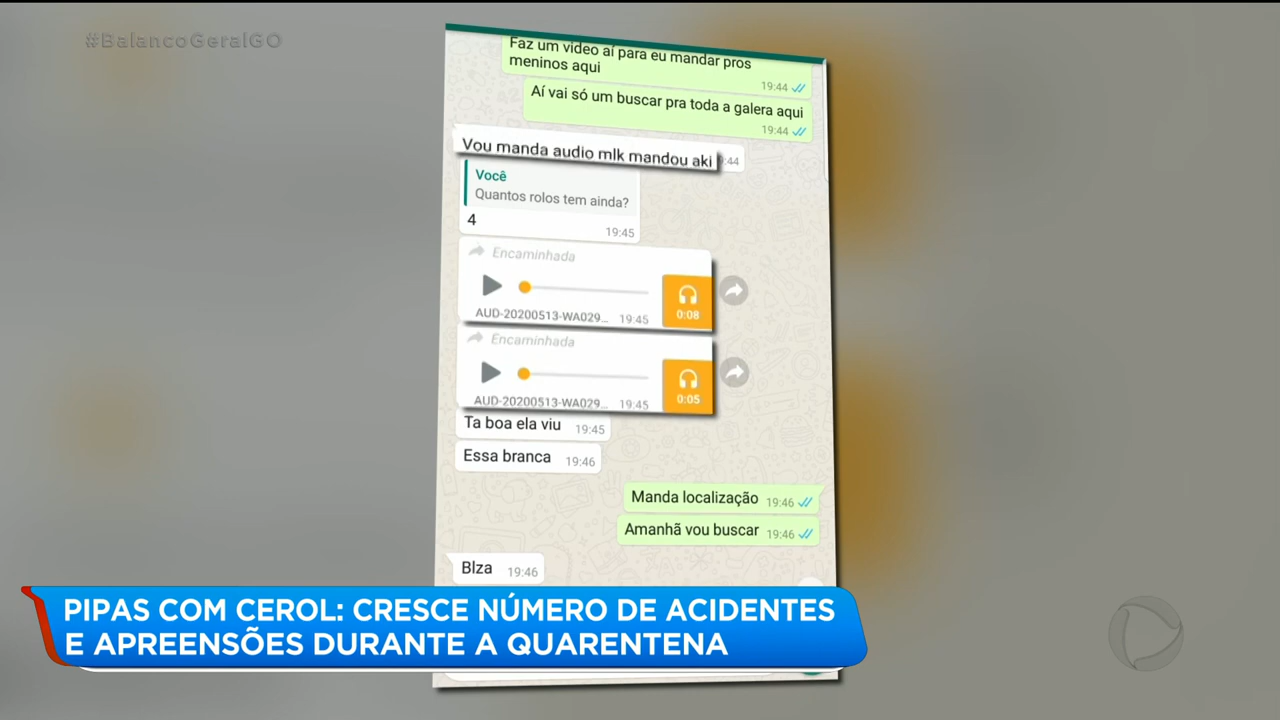 #BalancoGeralGO
Faz um video aí para eu mandar pros
meninos aqui
19:44
Aí vai só um buscar pra toda a galera aqui
19:44
Vou manda audio mlk mandou aki
:44
Você
Quantos rolos tem ainda?
4
19:45
Encaminhada
0:08
AUD-20200513-WA029... 19:45
Encaminhada
0:05
AUD-20200513-WA029... 19:45
Ta boa ela viu 19:45
Essa branca 19:46
Manda localização 19:46
Amanhã vou buscar 19:46
Blza 19:46
PIPAS COM CEROL: CRESCE NÚMERO DE ACIDENTES
E APREENSÕES DURANTE A QUARENTENA